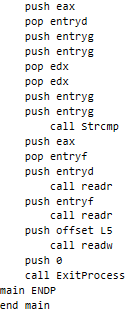 push eax
pop entryd
push entryg
push entryg
pop edx
pop edx
push entryg
push entryg
call Strcmp
push eax
pop entryf
push entryd
call readr
push entryf
call readr
push offset L5
call readw
push 0
call ExitProcess
main ENDP
end main